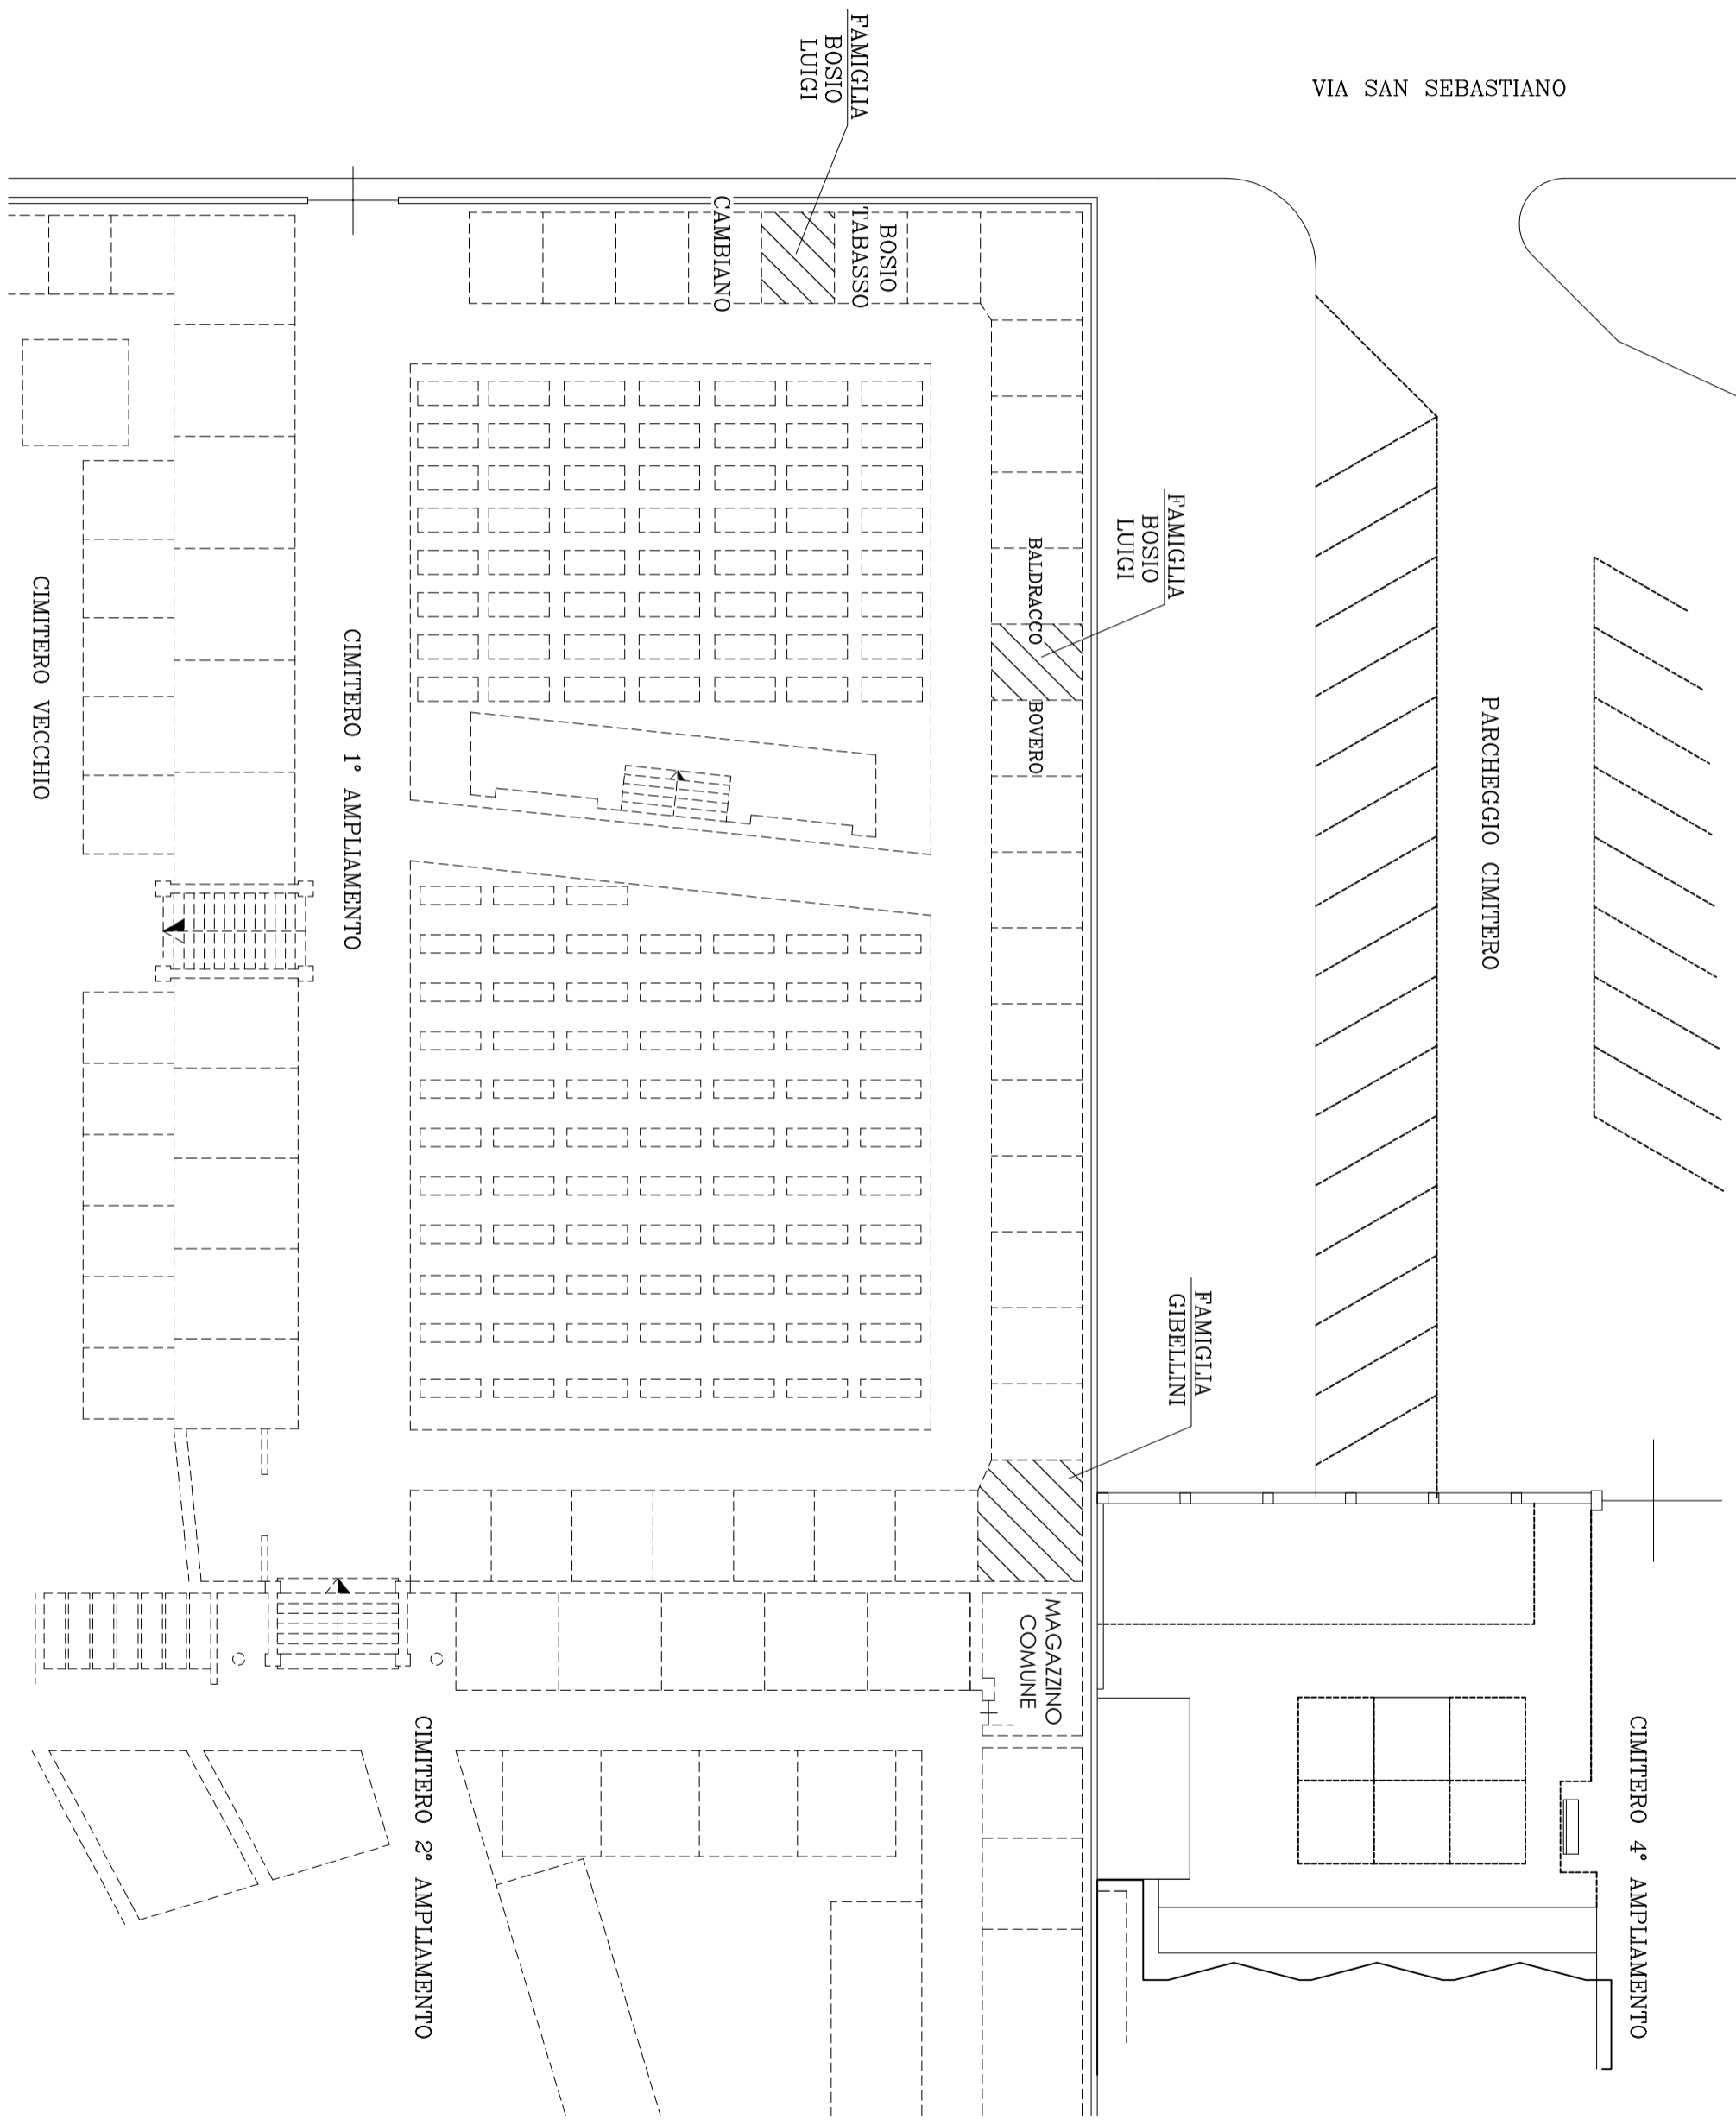 VIA SAN SEBASTIANO
FAMIGLIA
BOSIO
LUIGI
CAMBIANO
BOSIO
TABASSO
FAMIGLIA
BOSIO
LUIGI
BALDRACCO
BOVERO
PARCHEGGIO CIMITERO
CIMITERO VECCHIO
CIMITERO 1° AMPLIAMENTO
FAMIGLIA
GIBELLINI
MAGAZZINO
COMUNE
CIMITERO 2° AMPLIAMENTO
CIMITERO 4° AMPLIAMENTO